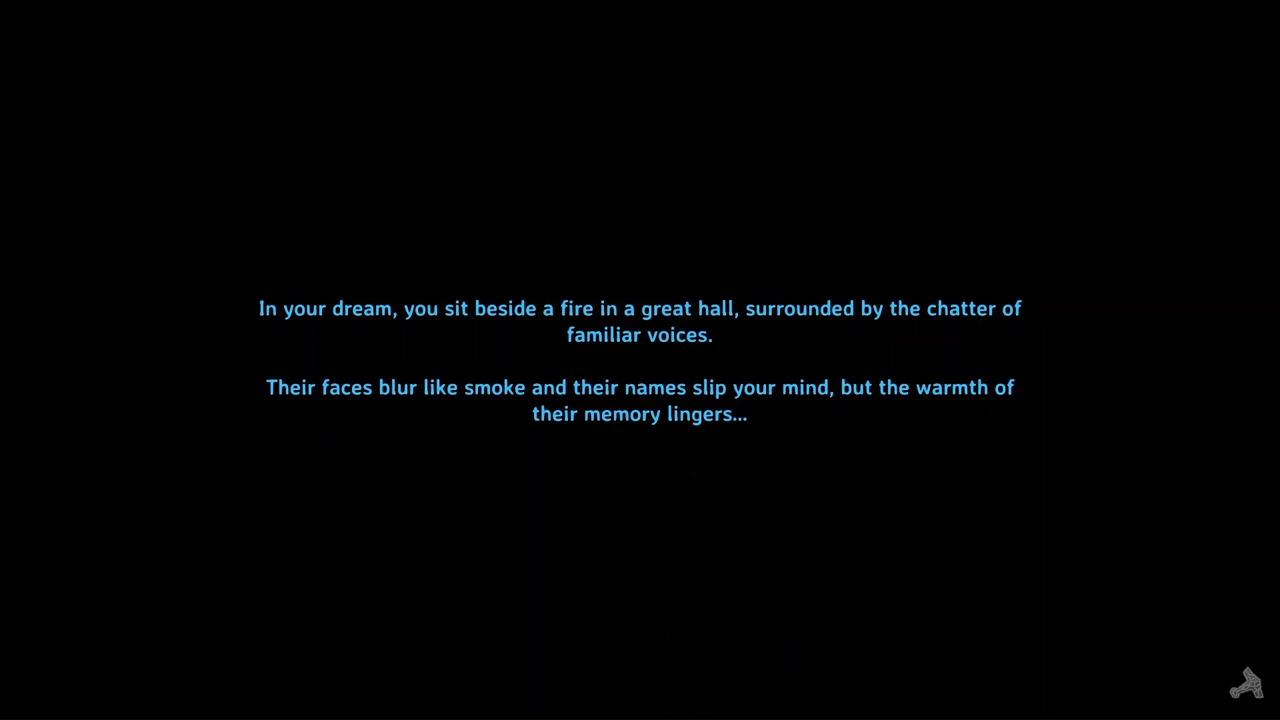 In your dream, you sit beside a fire in a great hall, surrounded by the chatter of
familiar voices.
Their faces blur like smoke and their names slip your mind, but the warmth of
their memory lingers...